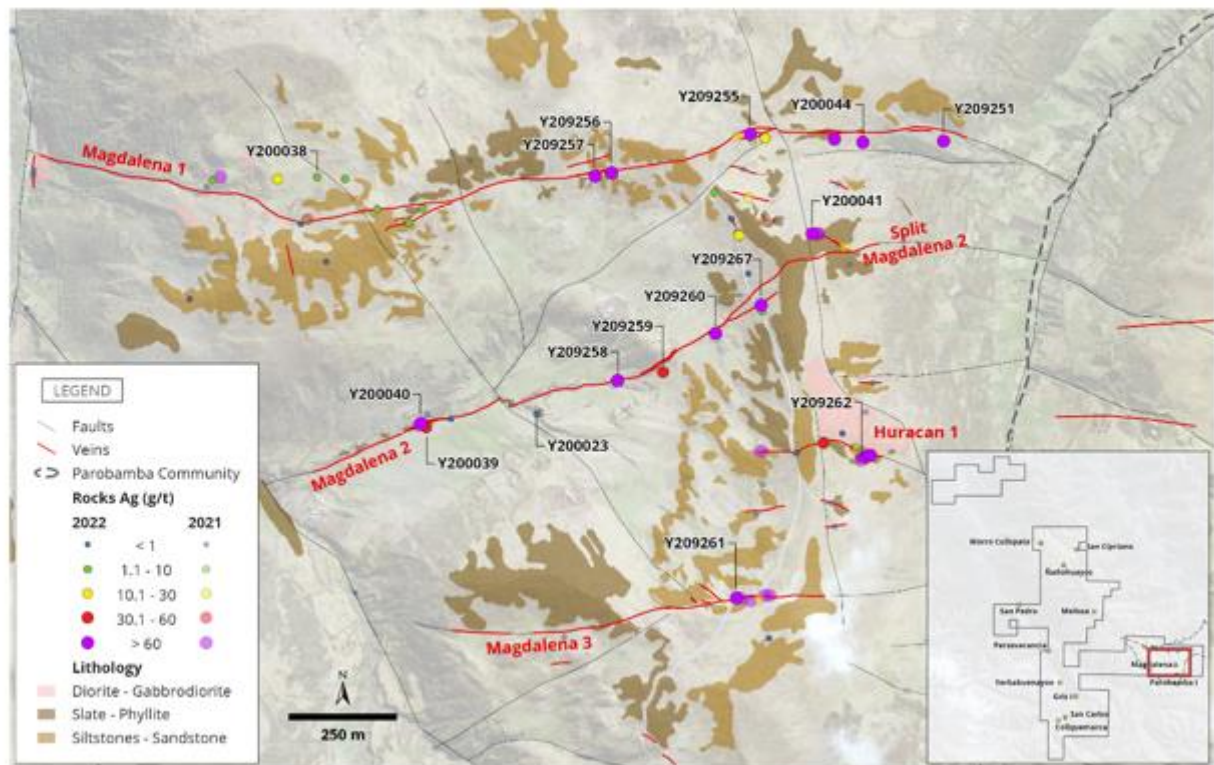 Y209255
Y200044
Y209251
Y209256
Y209257
Y200038
Magdalena 1
Y200041
Split
Magdalena 2
Y209267
Y209260
Y209259
Y209258
Y200040
Y209262
Huracan 1
Y200023
Y200039
Magdalena 2
Y209261
Magdalena 3
LEGEND
Faults
Veins
Parobamba Community
Rocks Ag (g/t)
2022 2021
< 1
1.1 - 10
10.1 - 30
30.1 - 60
> 60
Lithology
Diorite - Gabbrodiorite
Slate - Phyllite
Siltstones - Sandstone
N
250 m
Morro Collapata
San Cipriano
San Pedro
Melissa
Magdalena
San Carlos